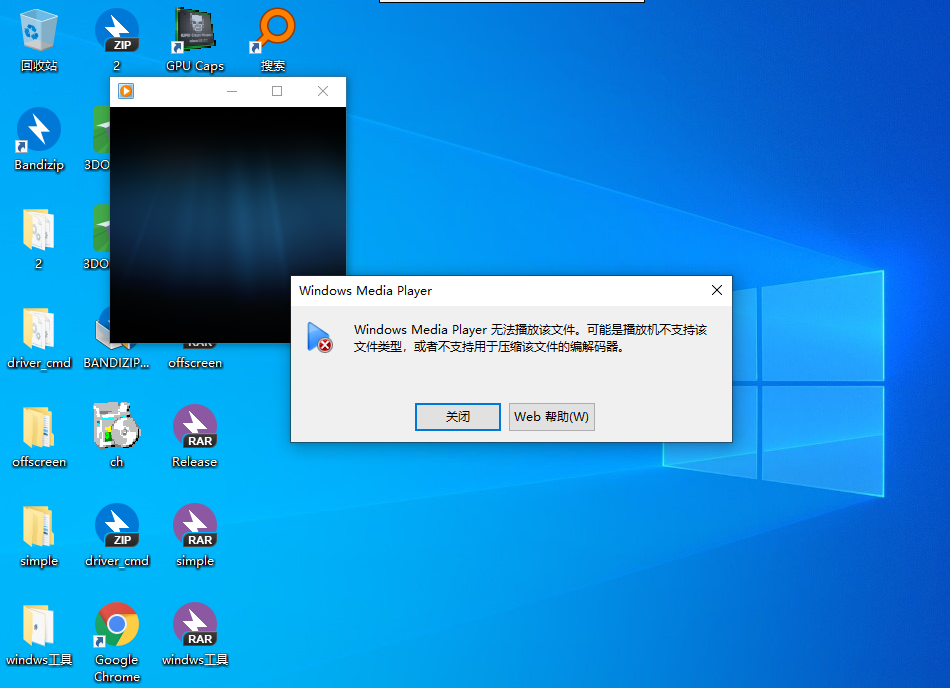 回收站
ZIP
2
GPU Caps
搜索
Bandizip
3DO
2
3DO
driver_cmd
BANDIZIP...
offscreen
Windows Media Player
Windows Media Player 无法播放该文件。可能是播放机不支持该
文件类型，或者不支持用于压缩该文件的编解码器。
关闭
Web 帮助(W)
offscreen
ch
RAR
Release
simple
ZIP
driver_cmd
RAR
simple
windws工具
Google
Chrome
RAR
windws工具